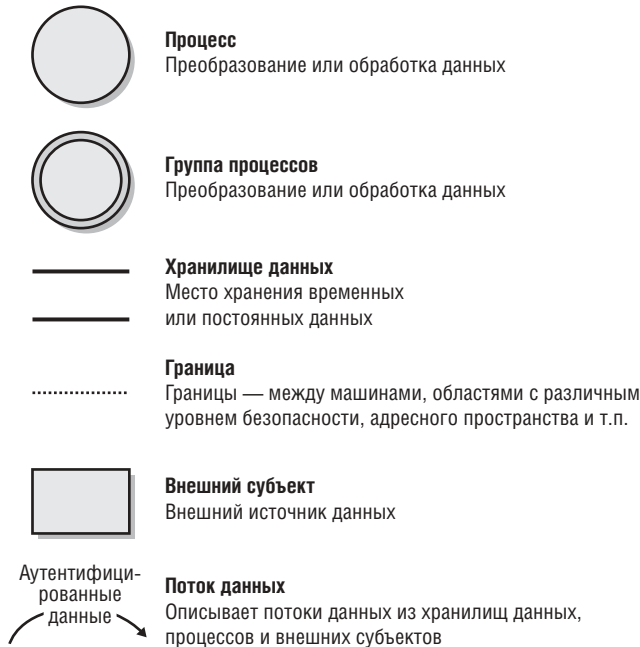 Процесс
Преобразование или обработка данных
Группа процессов
Преобразование или обработка данных
Хранилище данных
Место хранения временных
или постоянных данных
Граница
Границы — между машинами, областями с различным
уровнем безопасности, адресного пространства и т.п.
Внешний субъект
Внешний источник данных
Аутентифици-
рованные
данные
Поток данных
Описывает потоки данных из хранилищ данных,
процессов и внешних субъектов